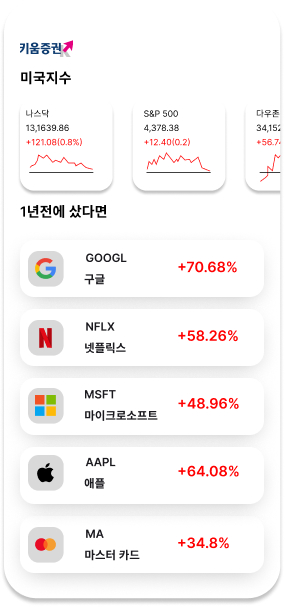 키움증권
미국지수
나스닥
13,1639.86
+121.08(0.8%)
S&P 500
4,378.38
+12.40(0.2)
다우존
34,152
+56.74
1년전에 샀다면
GOOGL
구글
+70.68%
NFLX
넷플릭스
+58.26%
MSFT
마이크로소프트
+48.96%
AAPL
애플
+64.08%
MA
마스터 카드
+34.8%